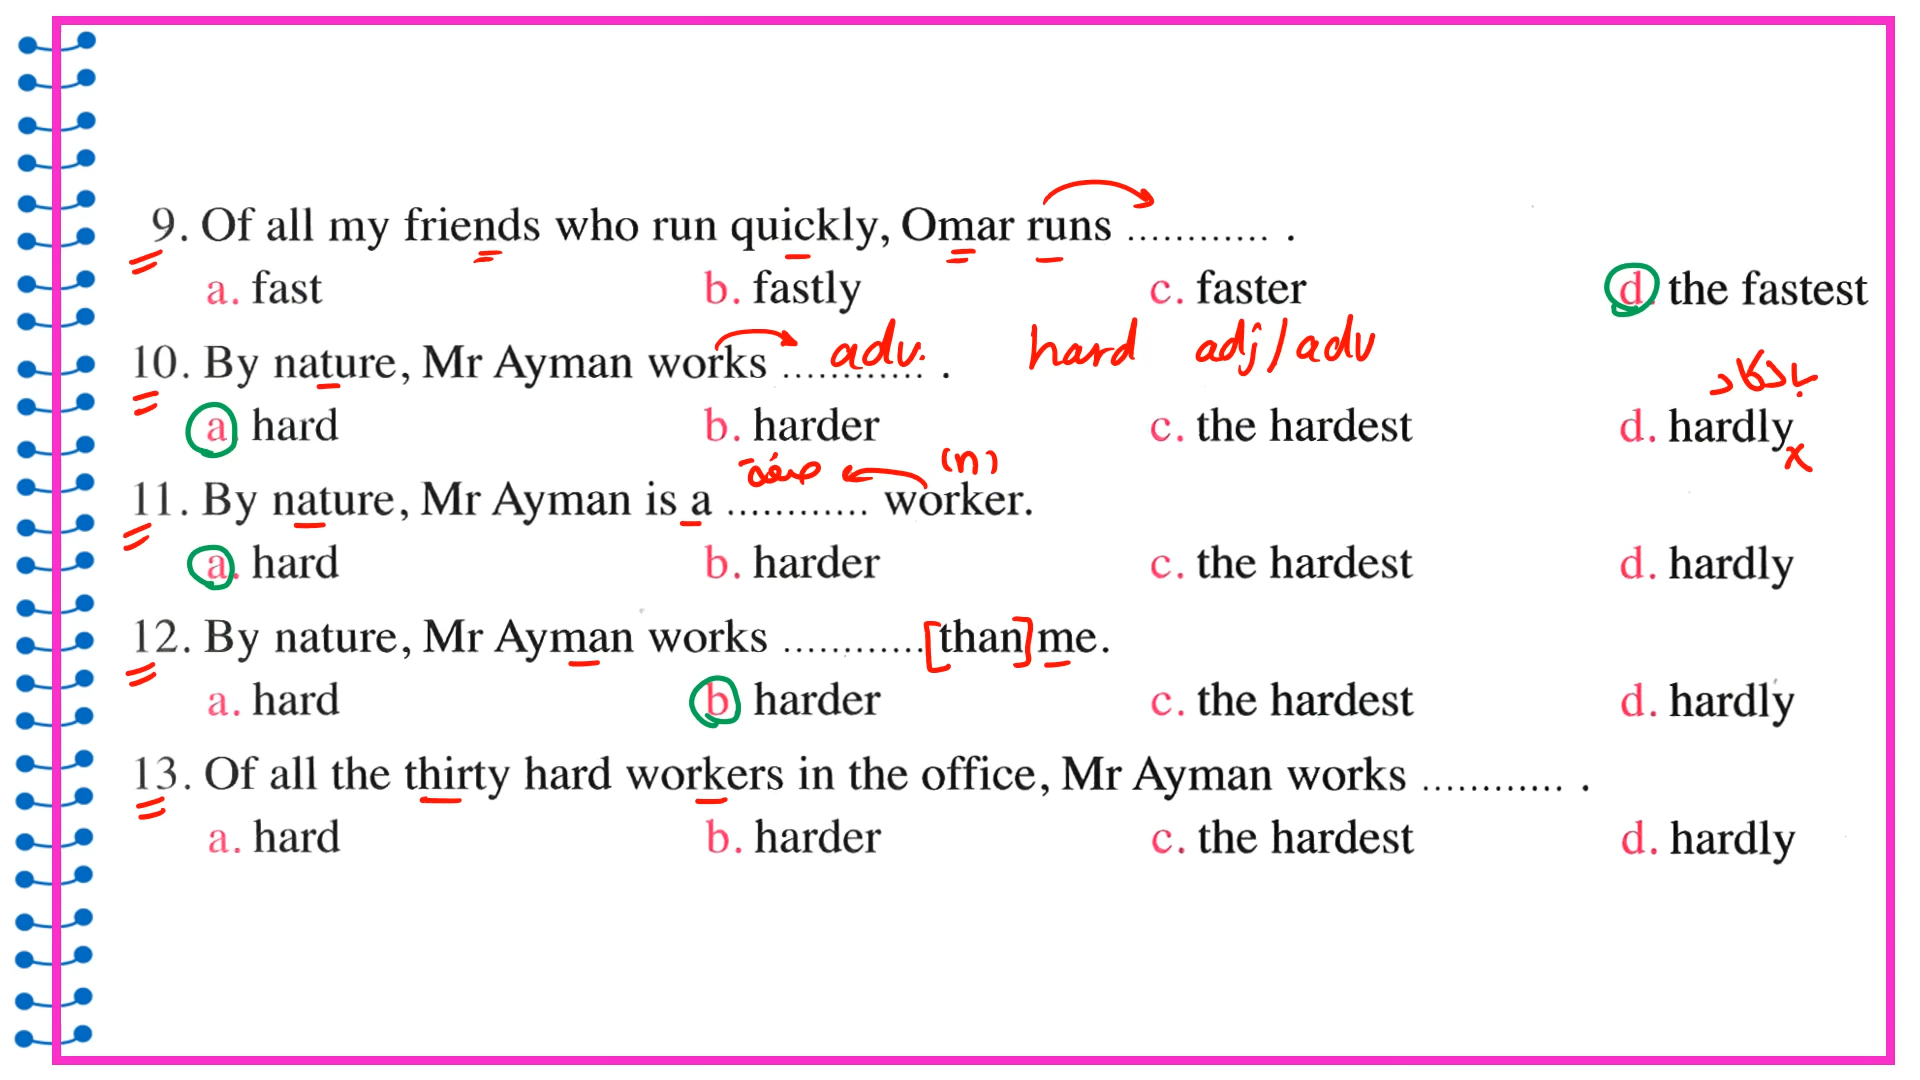 9. Of all my friends who run quickly, Omar runs ............ .
a. fast b. fastly c. faster d. the fastest
10. By nature, Mr Ayman works ............ . adv. hard adj/adv
بالكاد
a. hard b. harder c. the hardest d. hardly x
صفة (n)
11. By nature, Mr Ayman is a ............ worker.
a. hard b. harder c. the hardest d. hardly
12. By nature, Mr Ayman works ............ [than] me.
a. hard b. harder c. the hardest d. hardly
13. Of all the thirty hard workers in the office, Mr Ayman works ............ .
a. hard b. harder c. the hardest d. hardly